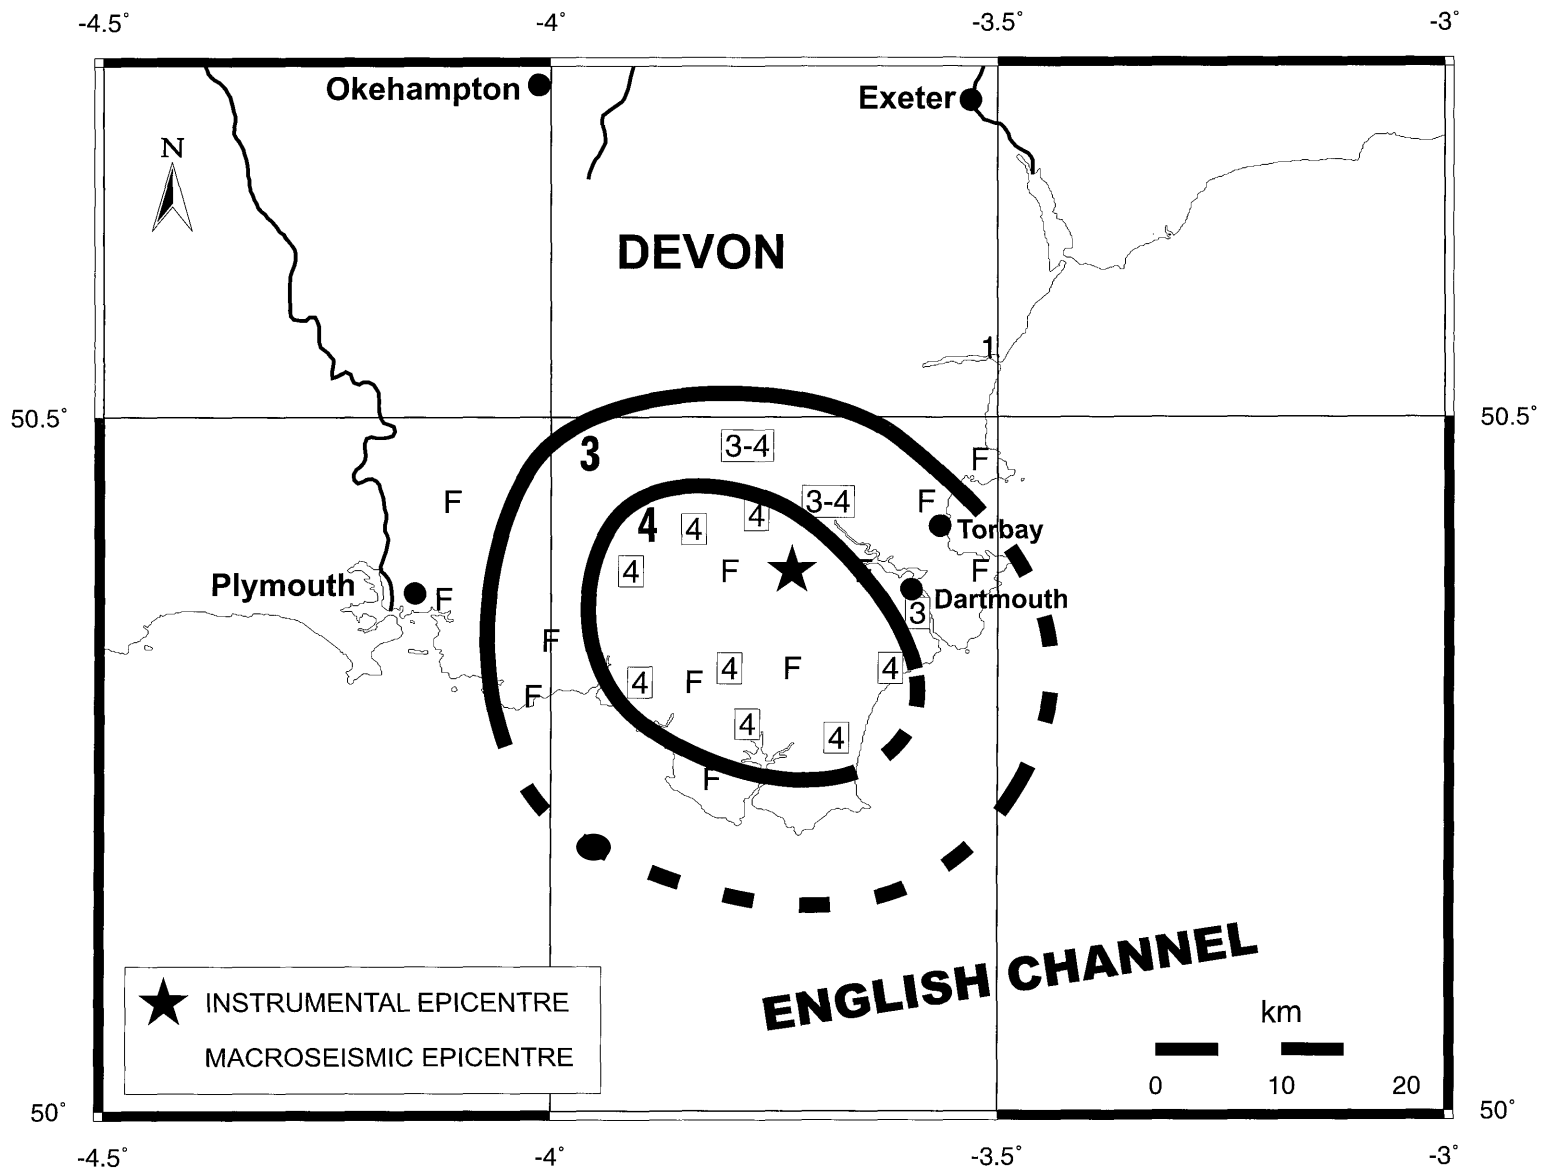 -4.5˚ -4˚ -3.5˚ -3˚
Okehampton
Exeter
N
DEVON
1
50.5˚ 50.5˚
3
3-4
F
F 3-4 F
4 4 4
Torbay
4 F F F
Plymouth F
Dartmouth
3
F
4 F 4
4 F
F
4
4
F
ENGLISH CHANNEL
INSTRUMENTAL EPICENTRE
MACROSEISMIC EPICENTRE
km
0 10 20
50˚ 50˚
-4.5˚ -4˚ -3.5˚ -3˚